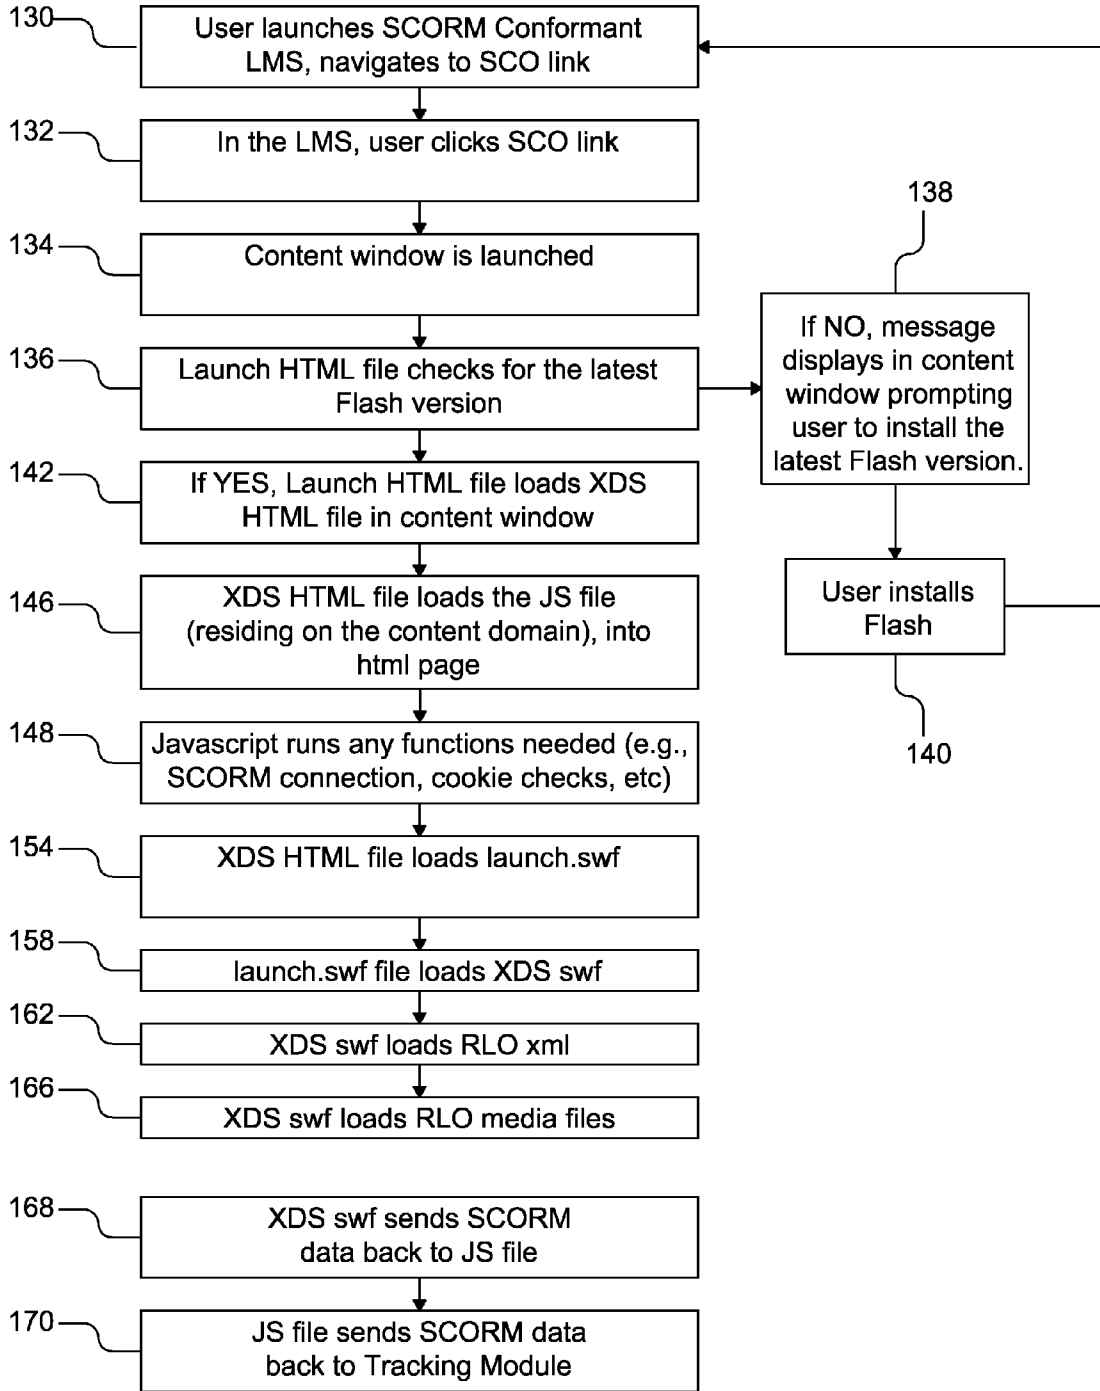 130
User launches SCORM Conformant
LMS, navigates to SCO link
132
In the LMS, user clicks SCO link
134
Content window is launched
136
Launch HTML file checks for the latest
Flash version
138
If NO, message
displays in content
window prompting
user to install the
latest Flash version.
User installs
Flash
140
142
If YES, Launch HTML file loads XDS
HTML file in content window
146
XDS HTML file loads the JS file
(residing on the content domain), into
html page
148
Javascript runs any functions needed (e.g.,
SCORM connection, cookie checks, etc)
154
XDS HTML file loads launch.swf
158
launch.swf file loads XDS swf
162
XDS swf loads RLO xml
166
XDS swf loads RLO media files
168
XDS swf sends SCORM
data back to JS file
170
JS file sends SCORM data
back to Tracking Module